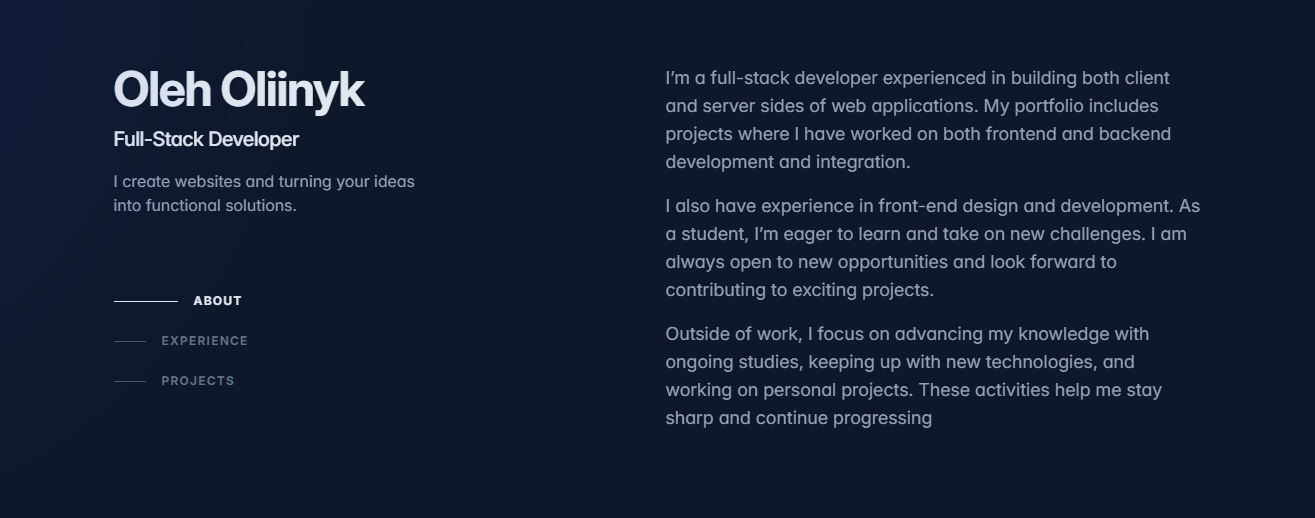 Oleh Oliinyk
Full-Stack Developer
I create websites and turning your ideas
into functional solutions.
ABOUT
EXPERIENCE
PROJECTS
I'm a full-stack developer experienced in building both client
and server sides of web applications. My portfolio includes
projects where I have worked on both frontend and backend
development and integration.
I also have experience in front-end design and development. As
a student, I'm eager to learn and take on new challenges. I am
always open to new opportunities and look forward to
contributing to exciting projects.
Outside of work, I focus on advancing my knowledge with
ongoing studies, keeping up with new technologies, and
working on personal projects. These activities help me stay
sharp and continue progressing